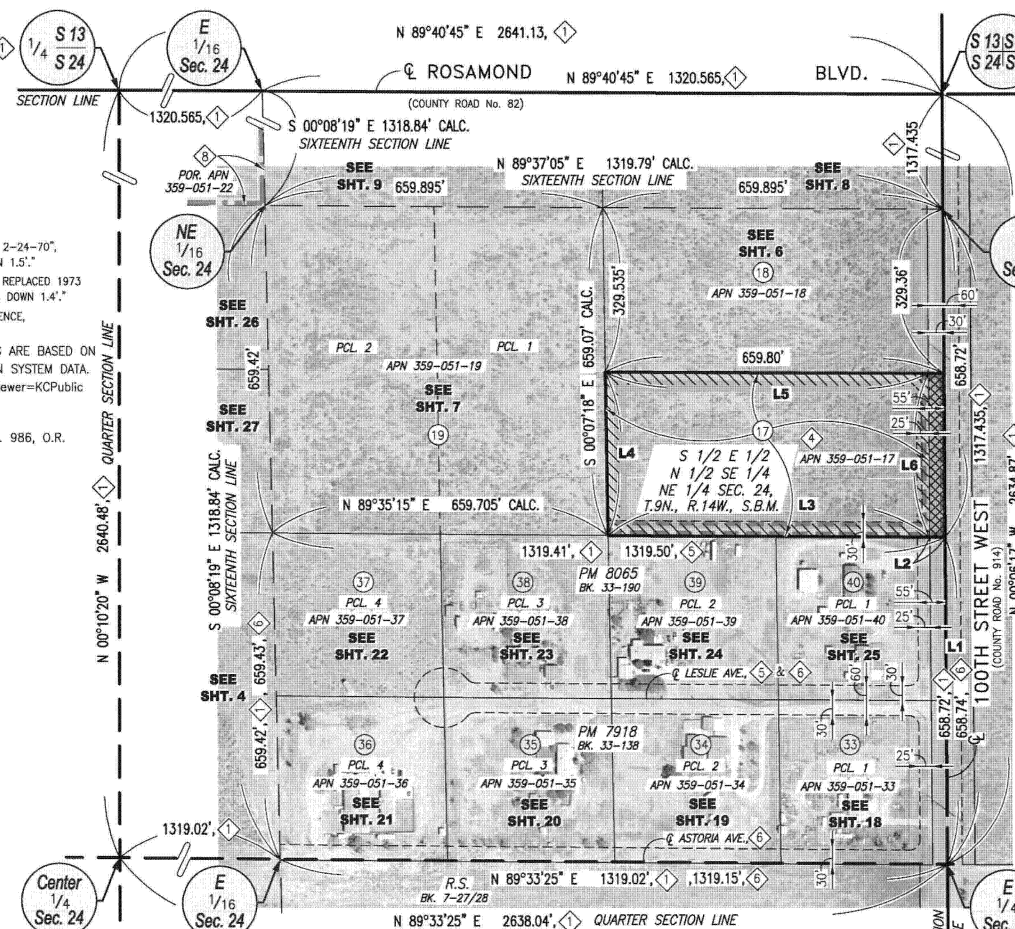 N 89°40'45" E 2641.13, 1
1/4 S 13
S 24
E
1/16
Sec. 24
S 13
S 24
SECTION LINE
℄ ROSAMOND
N 89°40'45" E 1320.565, 1
BLVD.
(COUNTY ROAD No. 82)
1320.565, 1
S 00°08'19" E 1318.84' CALC.
SIXTEENTH SECTION LINE
1317.435
1
8
POR. APN
359-051-22
SEE
SHT. 9
N 89°37'05" E 1319.79' CALC.
SIXTEENTH SECTION LINE
SEE
SHT. 8
659.895'
659.895'
NE
1/16
Sec. 24
2-24-70",
N 1.5'."
REPLACED 1973
DOWN 1.4'."
ENCE,
S ARE BASED ON
N SYSTEM DATA.
ewer=KCPublic
. 986, O.R.
SEE
SHT. 6
18
APN 359-051-18
329.535'
329.36'
60'
30'
658.72'
SEE
SHT. 26
659.42'
PCL. 2
PCL. 1
APN 359-051-19
SEE
SHT. 7
19
S 00°07'18" E 659.07' CALC.
659.80'
L5
55'
25'
SEE
SHT. 27
L4
17
4
APN 359-051-17
L6
S 1/2 E 1/2
N 1/2 SE 1/4
NE 1/4 SEC. 24,
T.9N., R.14W., S.B.M.
L3
1317.435, 1
N 00°10'20" W 2640.48' 1
QUARTER SECTION LINE
S 00°08'19" E 1318.84' CALC.
SIXTEENTH SECTION LINE
N 89°35'15" E 659.705' CALC.
1319.41', 1
1319.50', 5
30'
L2
PM 8065
BK. 33-190
37
PCL. 4
APN 359-051-37
SEE
SHT. 22
38
PCL. 3
APN 359-051-38
SEE
SHT. 23
39
PCL. 2
APN 359-051-39
SEE
SHT. 24
40
PCL. 1
APN 359-051-40
SEE
SHT. 25
55'
25'
L1
℄ 100TH STREET WEST
(COUNTY ROAD No. 914)
N 00°06'17" W 2634.87' 1
SEE
SHT. 4
659.43' 6
659.42' 1
℄ LESLIE AVE., 5 & 6
60'
30'
30'
658.72', 1
658.74', 6
PM 7918
BK. 33-138
36
PCL. 4
APN 359-051-36
SEE
SHT. 21
35
PCL. 3
APN 359-051-35
SEE
SHT. 20
34
PCL. 2
APN 359-051-34
SEE
SHT. 19
33
PCL. 1
APN 359-051-33
SEE
SHT. 18
25'
1319.02', 1
℄ ASTORIA AVE., 6
30'
Center
1/4
Sec. 24
E
1/16
Sec. 24
R.S.
BK. 7-27/28
N 89°33'25" E 1319.02', 1 ,1319.15', 6
N 89°33'25" E 2638.04', 1 QUARTER SECTION LINE
E
1/4
Sec.